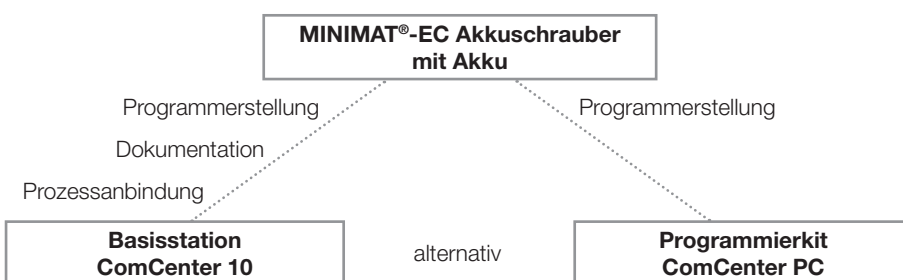 MINIMAT®-EC Akkuschrauber
mit Akku
Programmerstellung
Programmerstellung
Dokumentation
Prozessanbindung
Basisstation
ComCenter 10
alternativ
Programmierkit
ComCenter PC